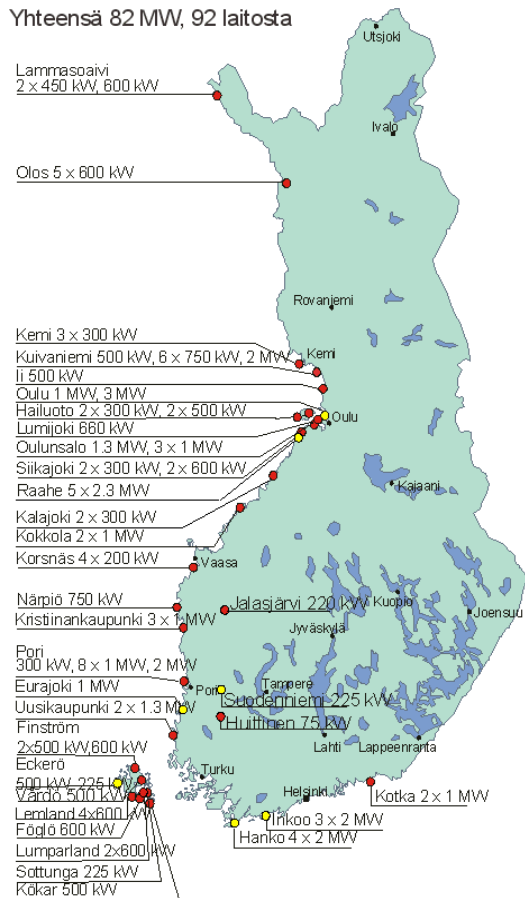 Yhteensä 82 MW, 92 laitosta
Utsjoki
Lammasoaivi
2 x 450 kW, 600 kW
Ivalo
Olos 5 x 600 kW
Rovaniemi
Kemi 3 x 300 kW
Kemi
Kuivaniemi 500 kW, 6 x 750 kW, 2 MW
Ii 500 kW
Oulu 1 MW, 3 MW
Hailuoto 2 x 300 kW, 2 x 500 kW
Oulu
Lumijoki 660 kW
Oulunsalo 1.3 MW, 3 x 1 MW
Siikajoki 2 x 300 kW, 2 x 600 kW
Raahe 5 x 2.3 MW
Kajaani
Kalajoki 2 x 300 kW
Kokkola 2 x 1 MW
Korsnäs 4 x 200 kW
Vaasa
Närpiö 750 kW
Jalasjärvi 220 kW
Kuopio
Joensuu
Kristiinankaupunki 3 x 1 MW
Jyväskylä
Pori
300 kW, 8 x 1 MW, 2 MW
Eurajoki 1 MW
Pori
Tampere
Suodenniemi 225 kW
Uusikaupunki 2 x 1.3 MW
Huittinen 75 kW
Finström
2x500 kW,600 kW
Lahti
Lappeenranta
Eckerö
500 kW, 225 kW
Turku
Vårdö 500 kW
Helsinki
Kotka 2 x 1 MW
Lemland 4x600 kW
Föglö 600 kW
Inkoo 3 x 2 MW
Hanko 4 x 2 MW
Lumparland 2x600 kW
Sottunga 225 kW
Kökar 500 kW